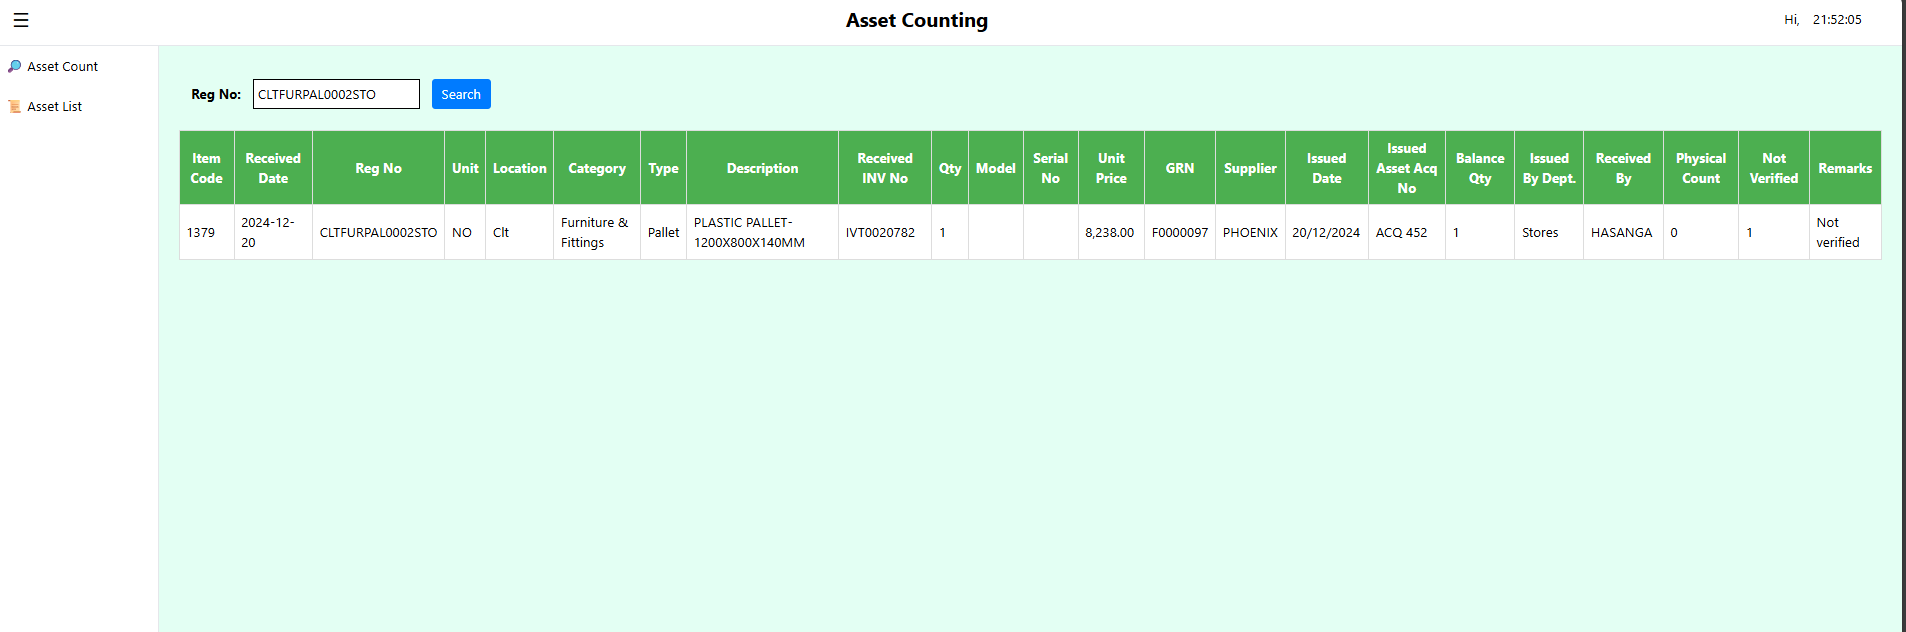 ☰ Asset Counting Hi, 21:52:05
Asset Count
Asset List
Reg No: CLTFURPAL0002STO Search
Item Code Received Date Reg No Unit Location Category Type Description Received INV No Qty Model Serial No Unit Price GRN Supplier Issued Date Issued Asset Acq No Balance Qty Issued By Dept. Received By Physical Count Not Verified Remarks
1379 2024-12-20 CLTFURPAL0002STO NO Clt Furniture & Fittings Pallet PLASTIC PALLET-1200X800X140MM IVT0020782 1 8,238.00 F0000097 PHOENIX 20/12/2024 ACQ 452 1 Stores HASANGA 0 1 Not verified